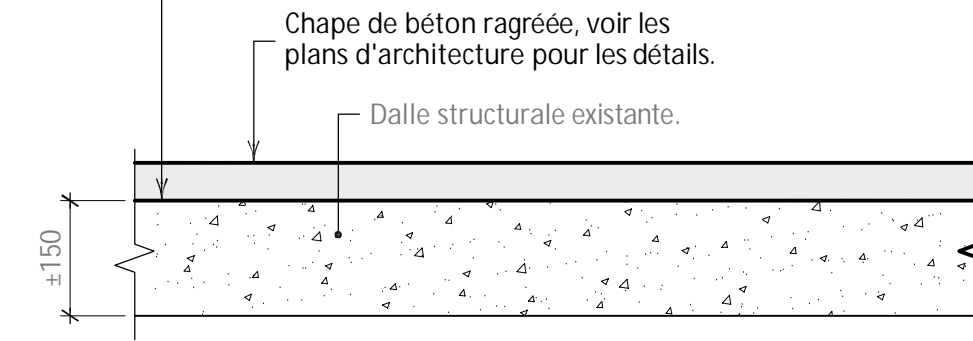 Chape de béton ragréée, voir les
plans d'architecture pour les détails.
Dalle structurale existante.
±150